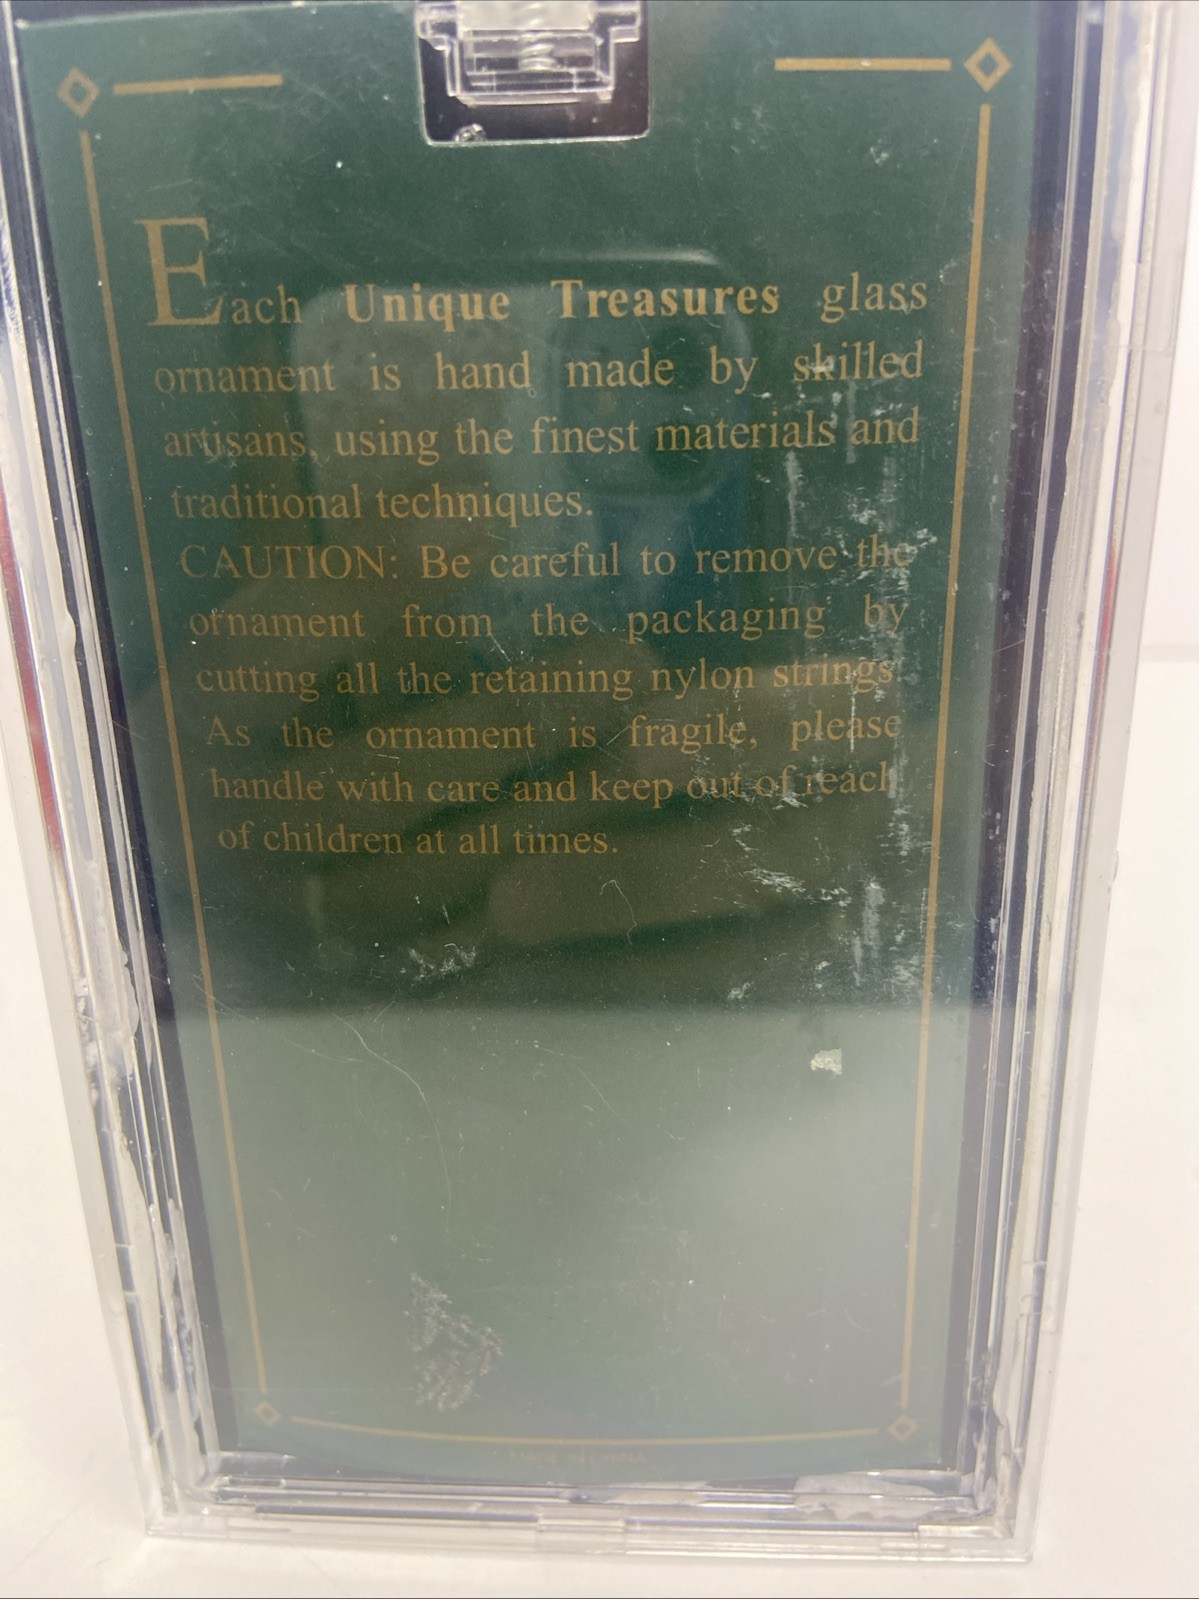 Each Unique Treasures glass
ornament is hand made by skilled
artisans, using the finest materials and
traditional techniques.
CAUTION: Be careful to remove the
ornament from the packaging by
cutting all the retaining nylon strings.
As the ornament is fragile, please
handle with care and keep out of reach
of children at all times.